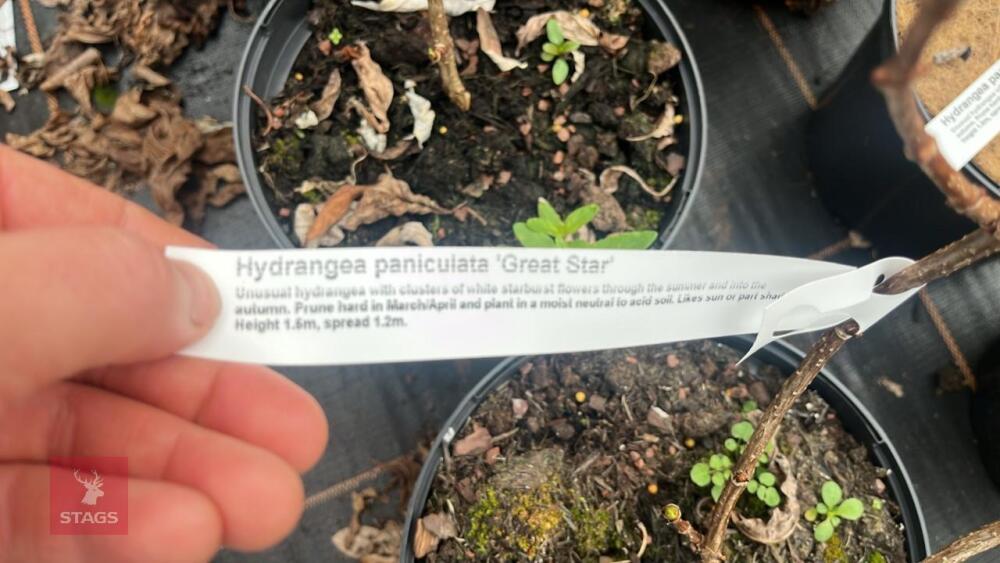 Hydrangea paniculata 'Great Star'
Unusual hydrangea with clusters of white starburst flowers through the summer and into the
autumn. Prune hard in March/April and plant in a moist neutral to acid soil. Likes sun or part
Height 1.6m, spread 1.2m.
Hydrangea
STAGS